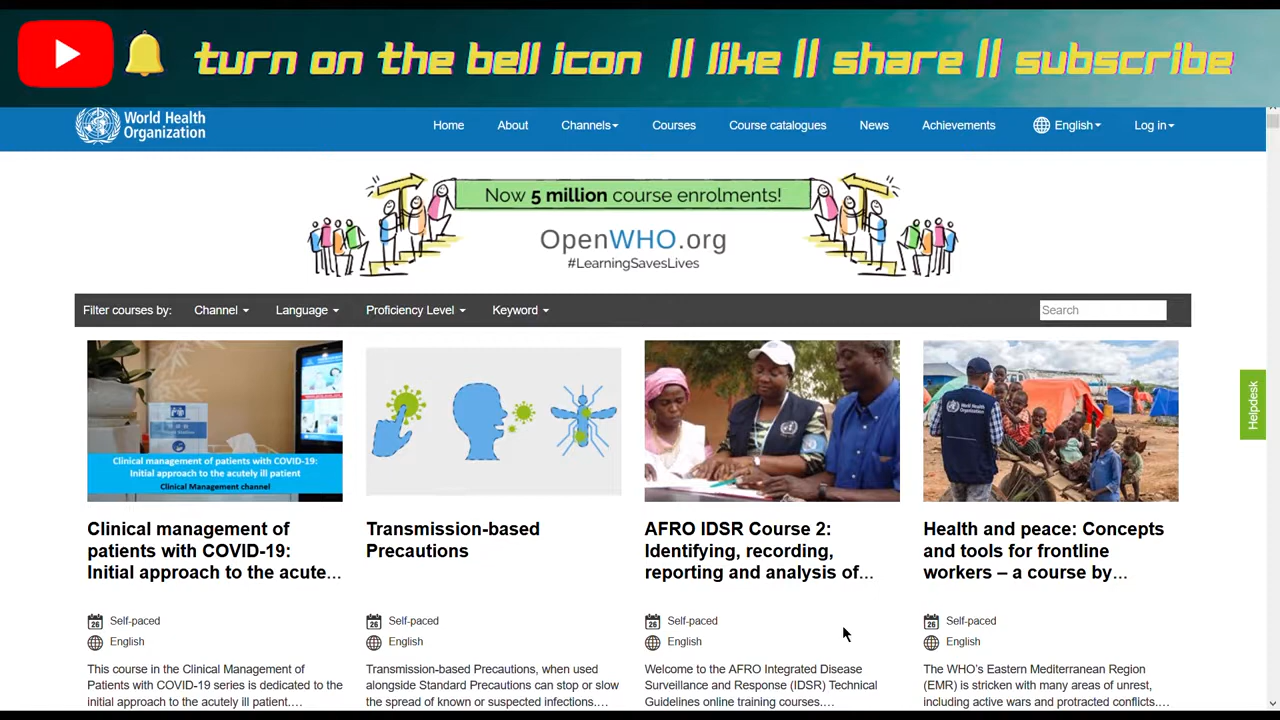 turn on the bell icon || like || share || subscribe
World Health
Organization
Home About Channels Courses Course catalogues News Achievements English Log in
Now 5 million course enrolments!
OpenWHO.org
#LearningSavesLives
Filter courses by: Channel Language Proficiency Level Keyword Search
Helpdesk
World Health
Organization
Clinical management of patients with COVID-19:
Initial approach to the acutely ill patient
Clinical Management channel
Clinical management of
patients with COVID-19:
Initial approach to the acute...
Self-paced
English
This course in the Clinical Management of
Patients with COVID-19 series is dedicated to the
initial approach to the acutely ill patient....
Transmission-based
Precautions
Self-paced
English
Transmission-based Precautions, when used
alongside Standard Precautions can stop or slow
the spread of known or suspected infections....
AFRO IDSR Course 2:
Identifying, recording,
reporting and analysis of...
Self-paced
English
Welcome to the AFRO Integrated Disease
Surveillance and Response (IDSR) Technical
Guidelines online training courses....
Health and peace: Concepts
and tools for frontline
workers – a course by...
Self-paced
English
The WHO's Eastern Mediterranean Region
(EMR) is stricken with many areas of unrest,
including active wars and protracted conflicts....